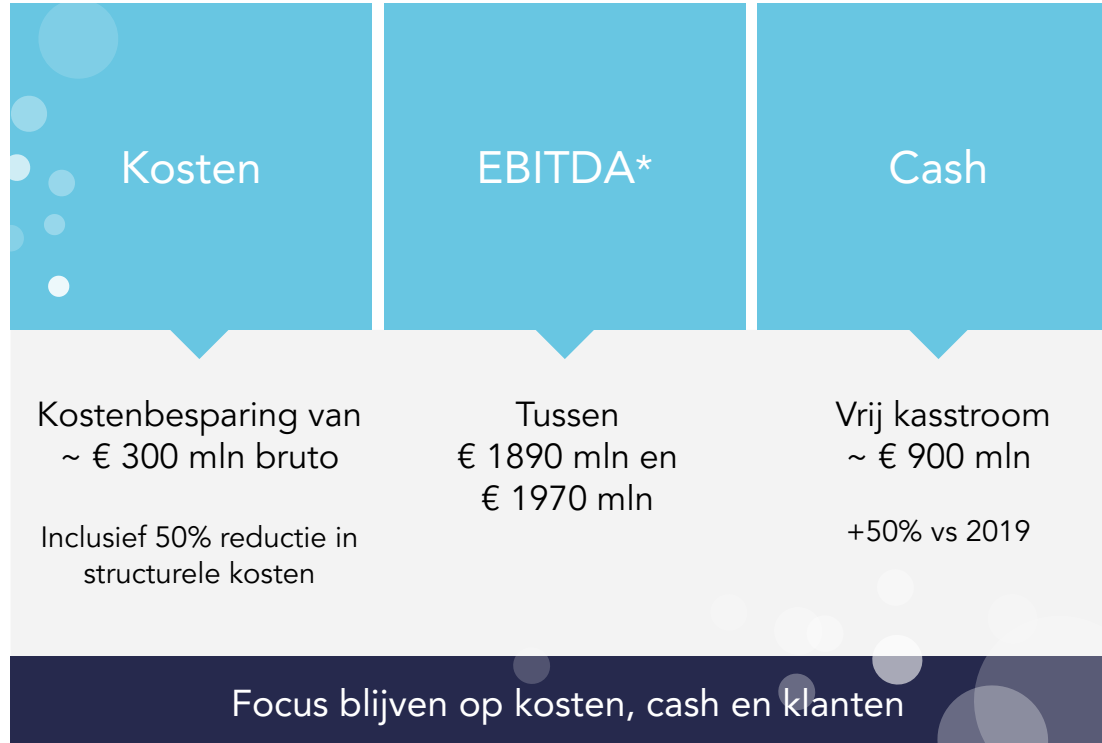 Kosten
Kostenbesparing van
~ € 300 mln bruto
Inclusief 50% reductie in
structurele kosten
EBITDA*
Tussen
€ 1890 mln en
€ 1970 mln
Cash
Vrij kasstroom
~ € 900 mln
+50% vs 2019
Focus blijven op kosten, cash en klanten